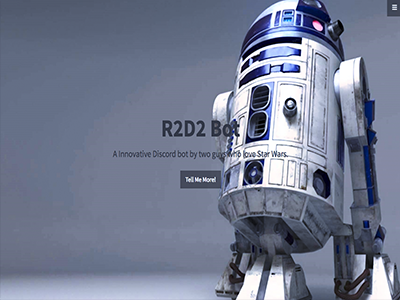 R2D2 Bot
A Innovative Discord bot by two guys who love Star Wars.
Tell Me More!